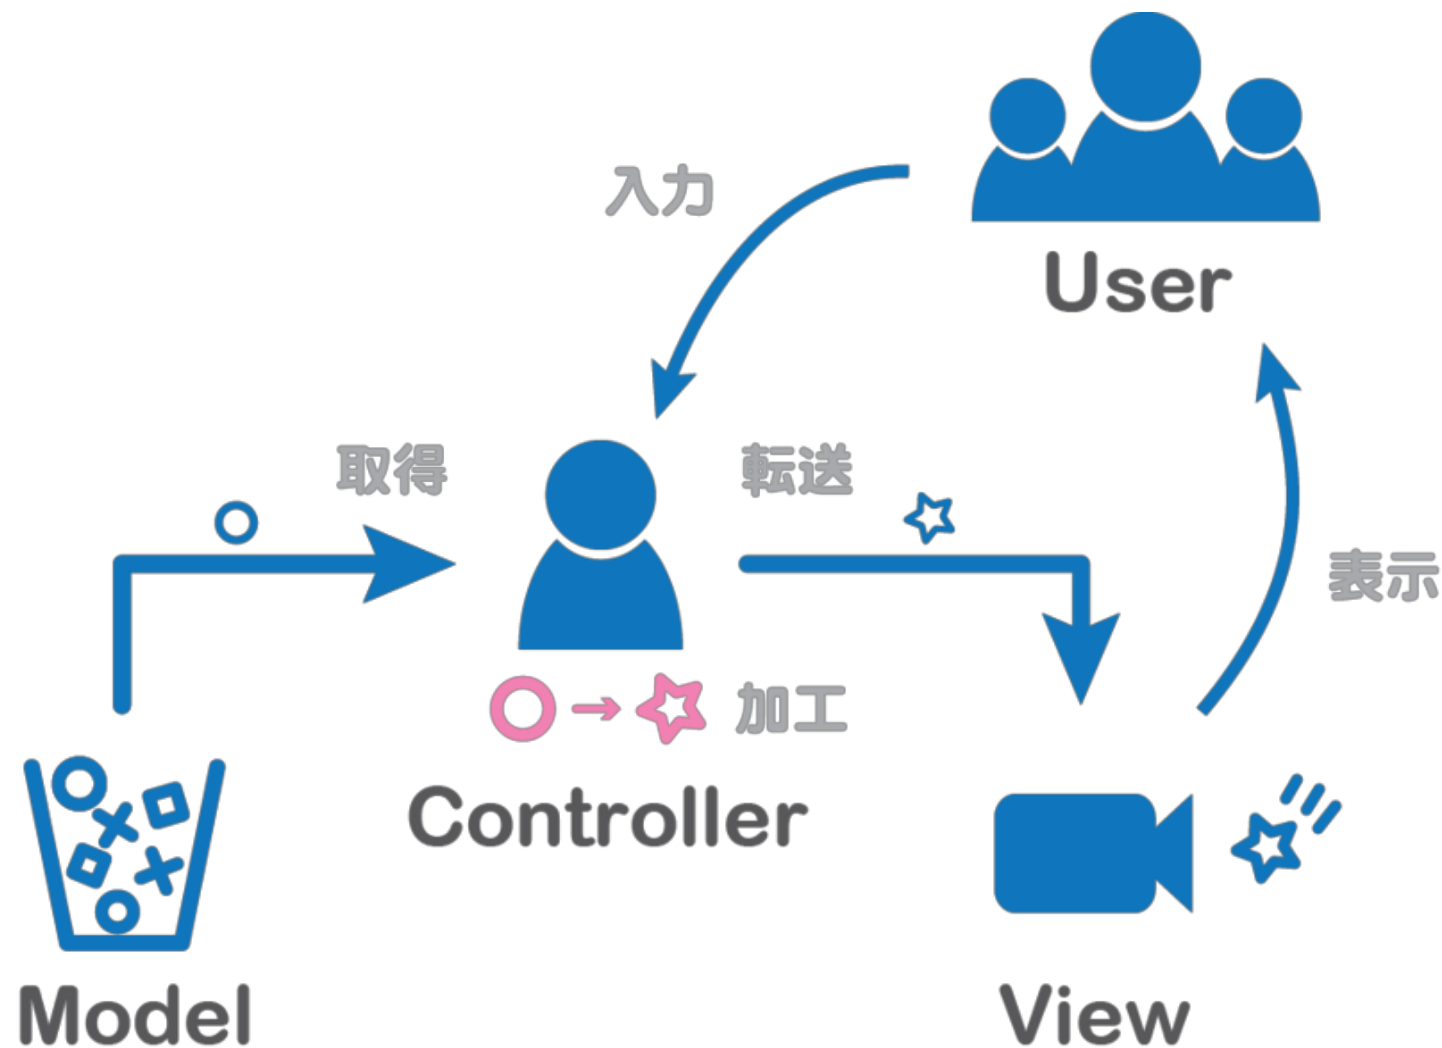 入力
User
取得
転送
表示
加工
Controller
Model
View